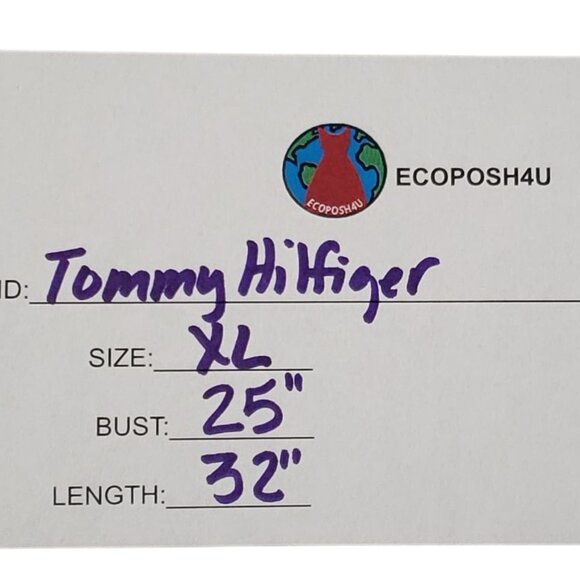 ECOPOSH4U
ECOPOSH4U
ND: Tommy Hilfiger
SIZE: XL
BUST: 25"
LENGTH: 32"